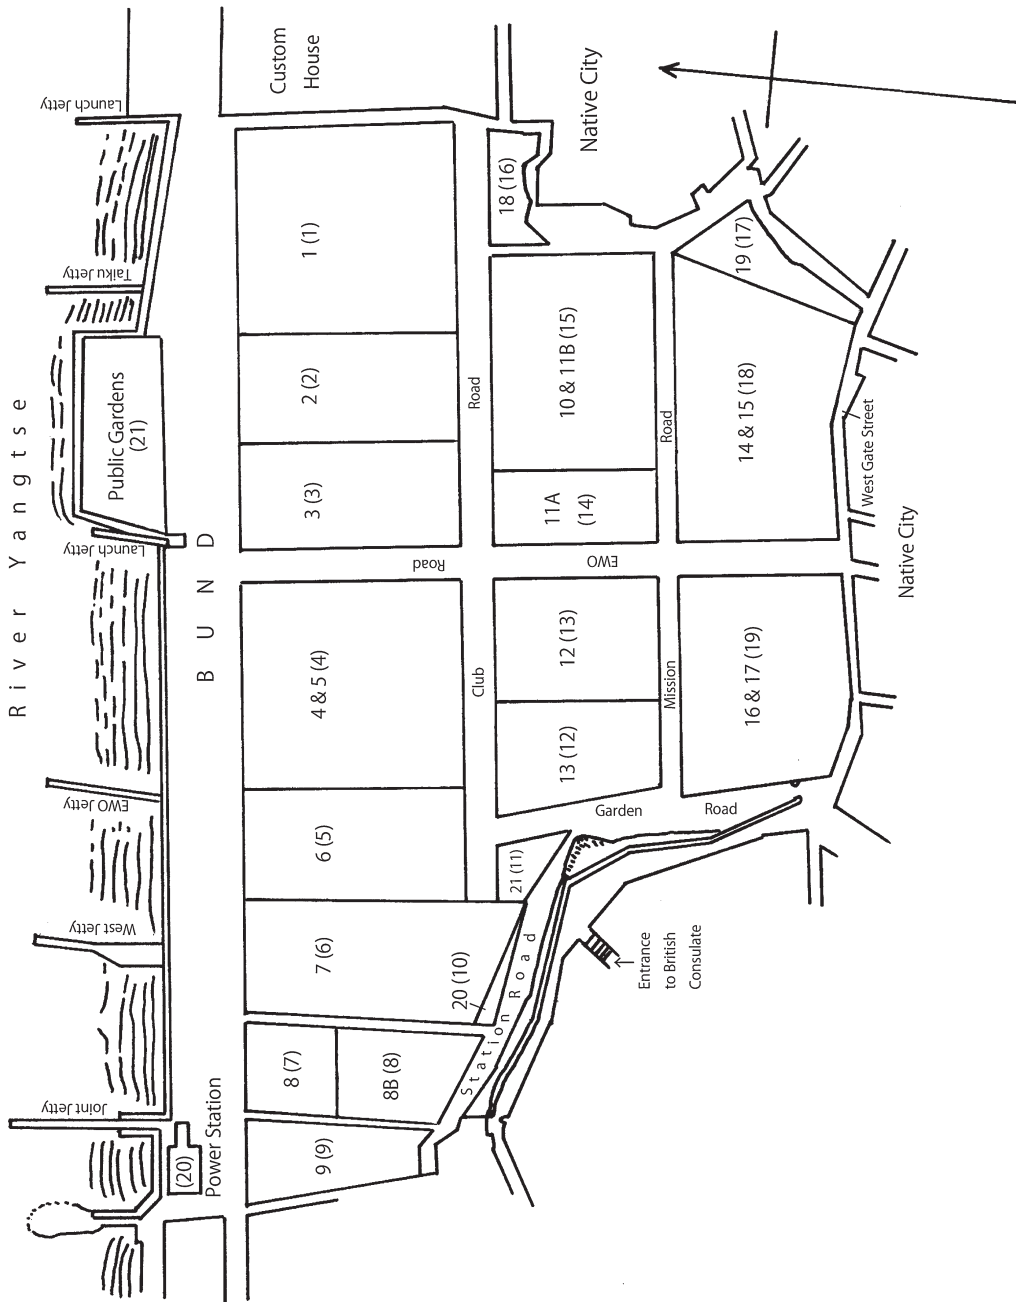 River Yangtse
Launch Jetty
Taiku Jetty
Launch Jetty
EWO Jetty
West Jetty
Joint Jetty
Public Gardens
(21)
BUND
(20)
Power Station
Custom
House
Native City
1 (1)
2 (2)
3 (3)
4 & 5 (4)
6 (5)
7 (6)
8 (7)
8B (8)
9 (9)
20 (10)
21 (11)
Club
Road
EWO
Road
18 (16)
10 & 11B (15)
11A
(14)
12 (13)
13 (12)
Mission
Road
19 (17)
14 & 15 (18)
16 & 17 (19)
Garden
Road
Station Road
Entrance
to British
Consulate
West Gate Street
Native City